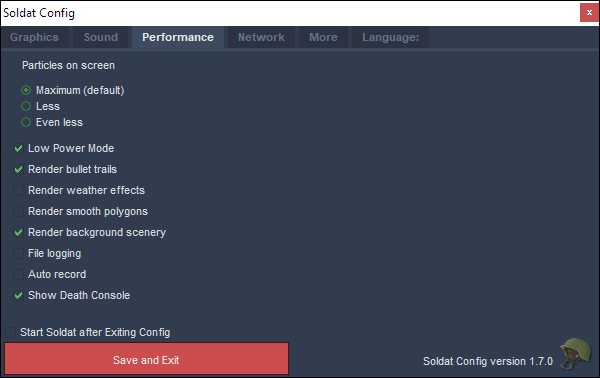 Soldat Config
x
Graphics Sound Performance Network More Language:
Particles on screen
Maximum (default)
Less
Even less
Low Power Mode
Render bullet trails
Render weather effects
Render smooth polygons
Render background scenery
File logging
Auto record
Show Death Console
Start Soldat after Exiting Config
Save and Exit
Soldat Config version 1.7.0